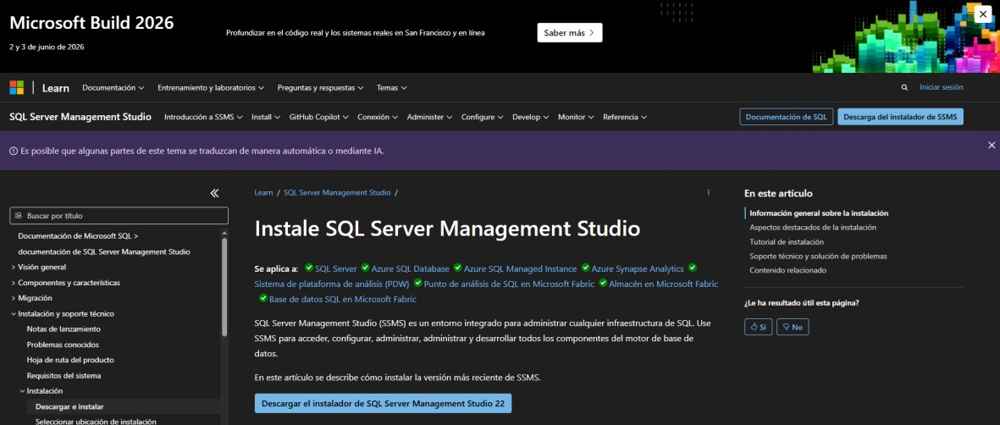 Microsoft Build 2026
2 y 3 de junio de 2026
Profundizar en el código real y los sistemas reales en San Francisco y en línea
Saber más
Learn
Documentación
Entrenamiento y laboratorios
Preguntas y respuestas
Temas
Iniciar sesión
SQL Server Management Studio
Introducción a SSMS
Install
GitHub Copilot
Conexión
Administer
Configure
Develop
Monitor
Referencia
Documentación de SQL
Descarga del instalador de SSMS
Es posible que algunas partes de este tema se traduzcan de manera automática o mediante IA.
Buscar por título
Documentación de Microsoft SQL >
documentación de SQL Server Management Studio
Visión general
Componentes y características
Migración
Instalación y soporte técnico
Notas de lanzamiento
Problemas conocidos
Hoja de ruta del producto
Requisitos del sistema
Instalación
Descargar e instalar
Seleccionar ubicación de instalación
Learn / SQL Server Management Studio /
Instale SQL Server Management Studio
Se aplica a: SQL Server Azure SQL Database Azure SQL Managed Instance Azure Synapse Analytics
Sistema de plataforma de análisis (PDW) Punto de análisis de SQL en Microsoft Fabric Almacén en Microsoft Fabric
Base de datos SQL en Microsoft Fabric
SQL Server Management Studio (SSMS) es un entorno integrado para administrar cualquier infraestructura de SQL. Use
SSMS para acceder, configurar, administrar, administrar y desarrollar todos los componentes del motor de base de
datos.
En este artículo se describe cómo instalar la versión más reciente de SSMS.
Descargar el instalador de SQL Server Management Studio 22
En este artículo
Información general sobre la instalación
Aspectos destacados de la instalación
Tutorial de instalación
Soporte técnico y solución de problemas
Contenido relacionado
¿Le ha resultado útil esta página?
Sí
No